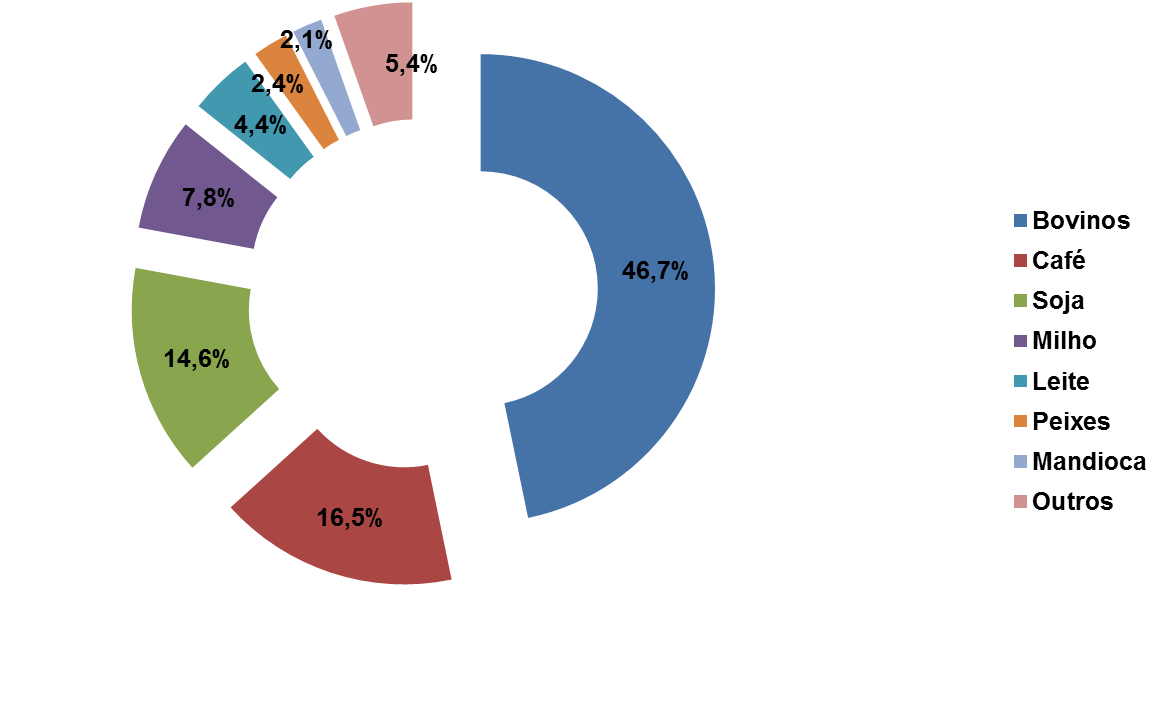 2,1%
5,4%
2,4%
4,4%
7,8%
46,7%
14,6%
16,5%
Bovinos
Café
Soja
Milho
Leite
Peixes
Mandioca
Outros